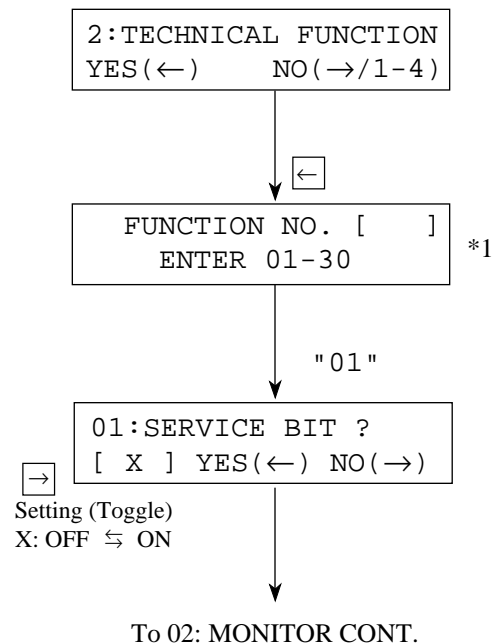 2:TECHNICAL FUNCTION
YES(←) NO(→/1-4)
←
FUNCTION NO. [ ]
ENTER 01-30
*1
"01"
01:SERVICE BIT ?
[ X ] YES(←) NO(→)
→
Setting (Toggle)
X: OFF ⇆ ON
To 02: MONITOR CONT.